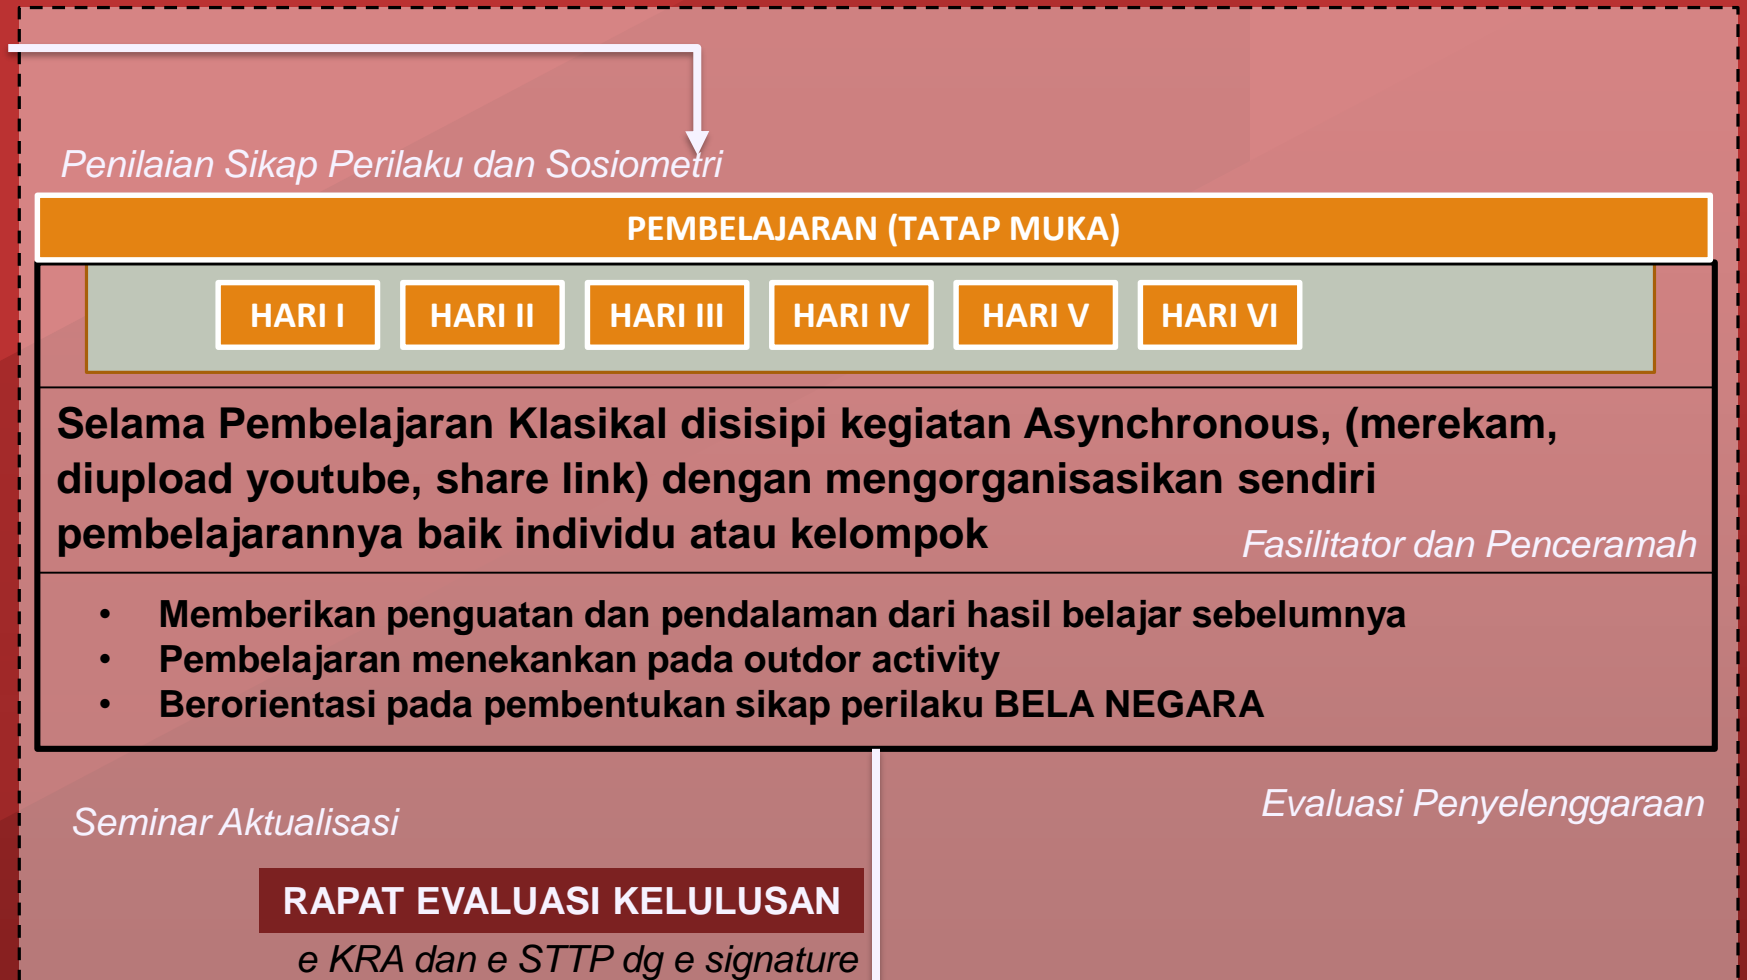 Penilaian Sikap Perilaku dan Sosiometri
PEMBELAJARAN (TATAP MUKA)
HARI I
HARI II
HARI III
HARI IV
HARI V
HARI VI
Selama Pembelajaran Klasikal disisipi kegiatan Asynchronous, (merekam,
diupload youtube, share link) dengan mengorganisasikan sendiri
pembelajarannya baik individu atau kelompok
Fasilitator dan Penceramah
• Memberikan penguatan dan pendalaman dari hasil belajar sebelumnya
• Pembelajaran menekankan pada outdor activity
• Berorientasi pada pembentukan sikap perilaku BELA NEGARA
Seminar Aktualisasi
Evaluasi Penyelenggaraan
RAPAT EVALUASI KELULUSAN
e KRA dan e STTP dg e signature